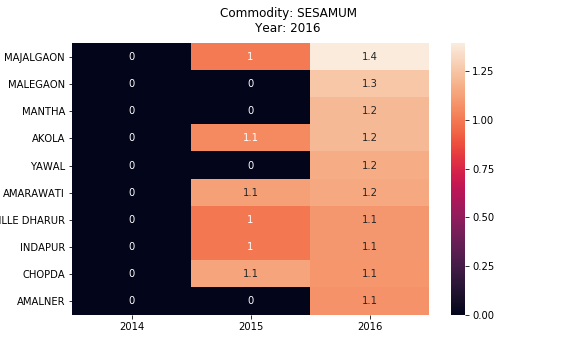 Commodity: SESAMUM
Year: 2016
MAJALGAON 0 1 1.4
MALEGAON 0 0 1.3
MANTHA 0 0 1.2
AKOLA 0 1.1 1.2
YAWAL 0 0 1.2
AMARAWATI 0 1.1 1.2
ILLE DHARUR 0 1 1.1
INDAPUR 0 1 1.1
CHOPDA 0 1.1 1.1
AMALNER 0 0 1.1
2014 2015 2016
1.25
1.00
0.75
0.50
0.25
0.00